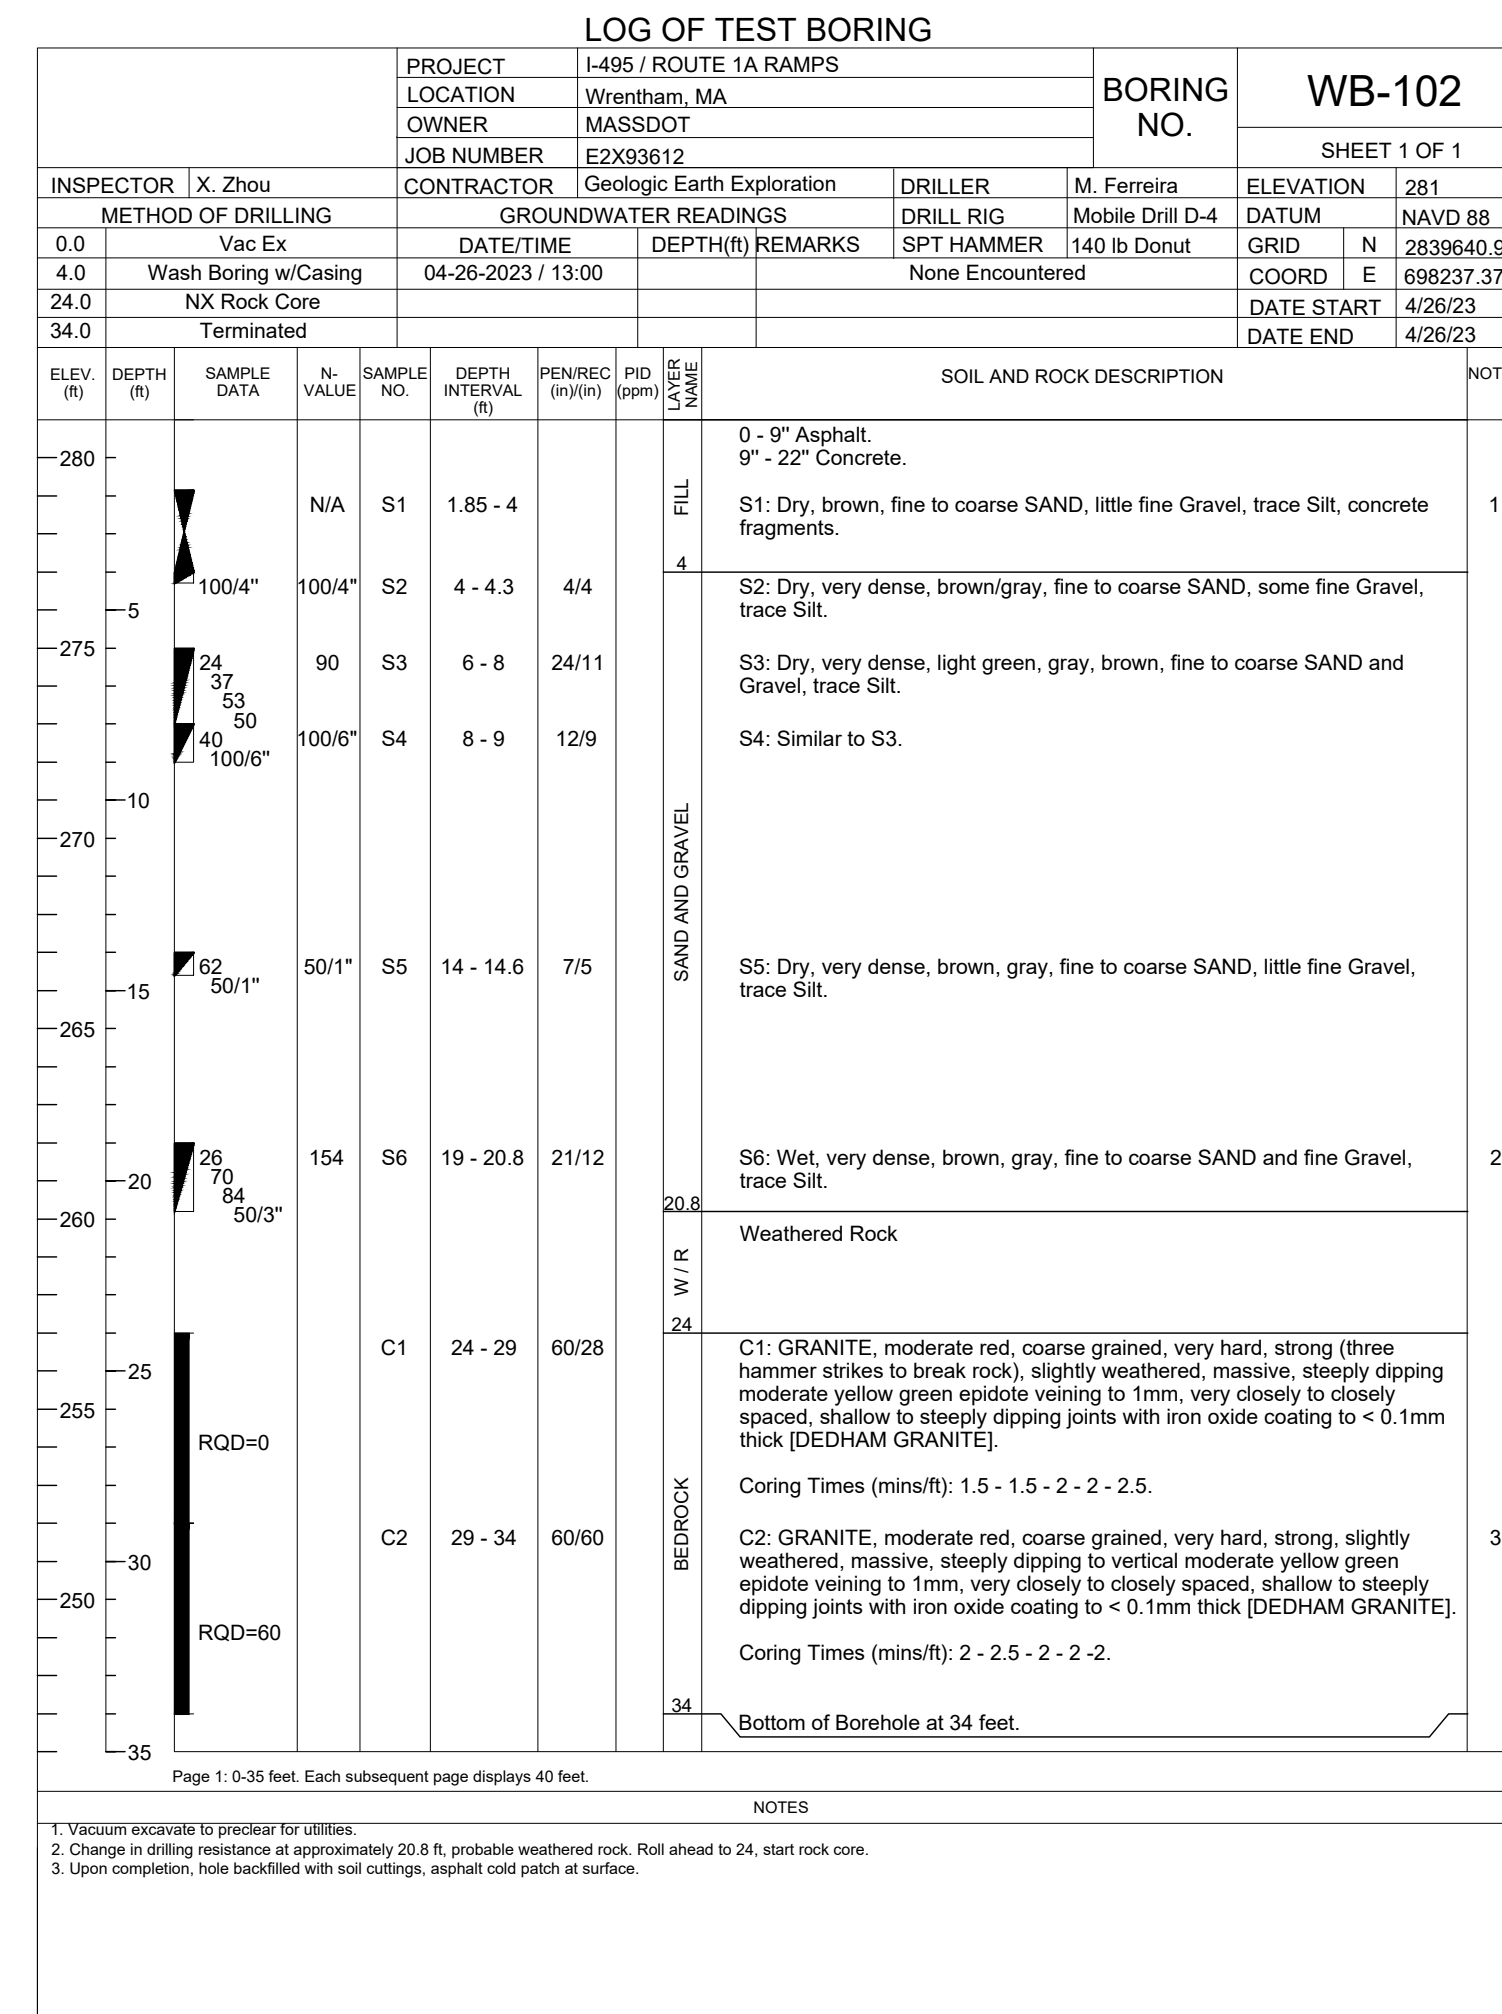 LOG OF TEST BORING
PROJECT I-495 / ROUTE 1A RAMPS
LOCATION Wrentham, MA
OWNER MASSDOT
JOB NUMBER E2X93612
BORING NO. WB-102
SHEET 1 OF 1
INSPECTOR X. Zhou CONTRACTOR Geologic Earth Exploration DRILLER M. Ferreira ELEVATION 281
METHOD OF DRILLING GROUNDWATER READINGS DRILL RIG Mobile Drill D-4 DATUM NAVD 88
0.0 Vac Ex DATE/TIME DEPTH(ft) REMARKS SPT HAMMER 140 lb Donut GRID N 2839640.9
4.0 Wash Boring w/Casing 04-26-2023 / 13:00 None Encountered COORD E 698237.37
24.0 NX Rock Core DATE START 4/26/23
34.0 Terminated DATE END 4/26/23
ELEV. (ft) DEPTH (ft) SAMPLE DATA N-VALUE SAMPLE NO. DEPTH INTERVAL (ft) PEN/REC (in)/(in) PID (ppm) LAYER NAME SOIL AND ROCK DESCRIPTION NOT
0 - 9" Asphalt.
280 9" - 22" Concrete.
FILL
N/A S1 1.85 - 4 S1: Dry, brown, fine to coarse SAND, little fine Gravel, trace Silt, concrete 1
fragments.
4
100/4" 100/4" S2 4 - 4.3 4/4 S2: Dry, very dense, brown/gray, fine to coarse SAND, some fine Gravel,
5 trace Silt.
275
24 90 S3 6 - 8 24/11 S3: Dry, very dense, light green, gray, brown, fine to coarse SAND and
37 Gravel, trace Silt.
53
50
40 100/6" S4 8 - 9 12/9 S4: Similar to S3.
100/6"
10
270
SAND AND GRAVEL
62 50/1" S5 14 - 14.6 7/5 S5: Dry, very dense, brown, gray, fine to coarse SAND, little fine Gravel,
50/1"
15 trace Silt.
265
26 154 S6 19 - 20.8 21/12 S6: Wet, very dense, brown, gray, fine to coarse SAND and fine Gravel, 2
20 70 trace Silt.
84
20.8
260 50/3"
Weathered Rock
W / R
24
C1 24 - 29 60/28 C1: GRANITE, moderate red, coarse grained, very hard, strong (three
25 hammer strikes to break rock), slightly weathered, massive, steeply dipping
moderate yellow green epidote veining to 1mm, very closely to closely
255 spaced, shallow to steeply dipping joints with iron oxide coating to < 0.1mm
RQD=0 thick [DEDHAM GRANITE].
Coring Times (mins/ft): 1.5 - 1.5 - 2 - 2 - 2.5.
BEDROCK
C2 29 - 34 60/60 C2: GRANITE, moderate red, coarse grained, very hard, strong, slightly 3
30 weathered, massive, steeply dipping to vertical moderate yellow green
epidote veining to 1mm, very closely to closely spaced, shallow to steeply
250 dipping joints with iron oxide coating to < 0.1mm thick [DEDHAM GRANITE].
RQD=60
Coring Times (mins/ft): 2 - 2.5 - 2 - 2 -2.
34
Bottom of Borehole at 34 feet.
35
Page 1: 0-35 feet. Each subsequent page displays 40 feet.
NOTES
1. Vacuum excavate to preclear for utilities.
2. Change in drilling resistance at approximately 20.8 ft, probable weathered rock. Roll ahead to 24, start rock core.
3. Upon completion, hole backfilled with soil cuttings, asphalt cold patch at surface.